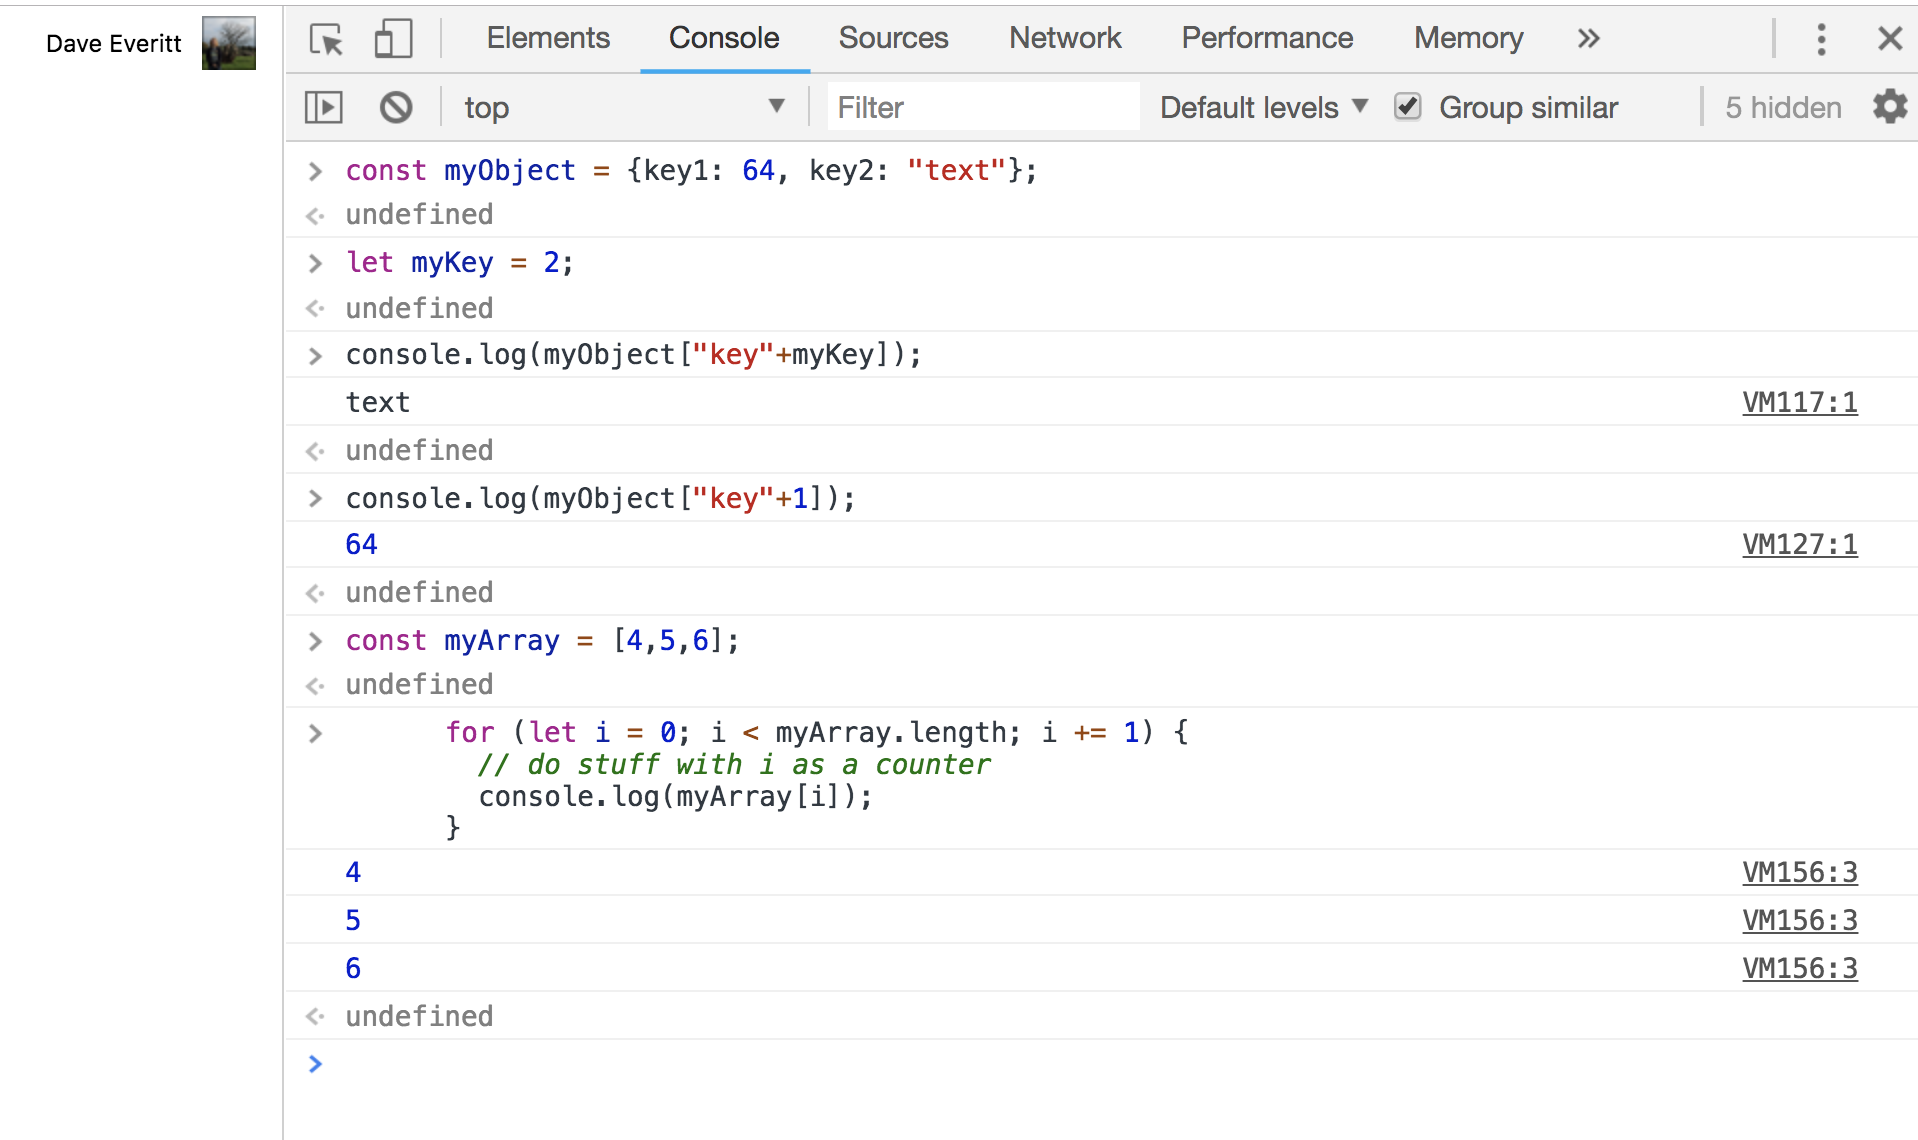 Dave Everitt
Elements Console Sources Network Performance Memory »
top Filter Default levels Group similar 5 hidden
const myObject = {key1: 64, key2: "text"};
undefined
let myKey = 2;
undefined
console.log(myObject["key"+myKey]);
text VM117:1
undefined
console.log(myObject["key"+1]);
64 VM127:1
undefined
const myArray = [4,5,6];
undefined
for (let i = 0; i < myArray.length; i += 1) {
// do stuff with i as a counter
console.log(myArray[i]);
}
4 VM156:3
5 VM156:3
6 VM156:3
undefined